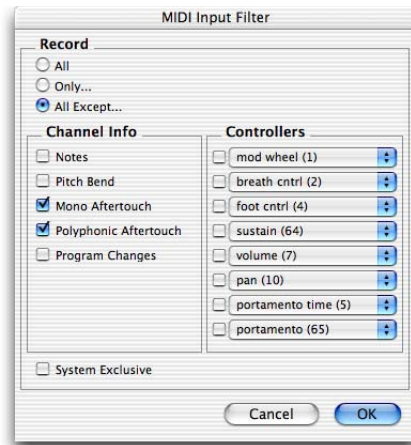 MIDI Input Filter
Record
All
Only...
All Except...
Channel Info
Notes
Pitch Bend
Mono Aftertouch
Polyphonic Aftertouch
Program Changes
Controllers
mod wheel (1)
breath cntrl (2)
foot cntrl (4)
sustain (64)
volume (7)
pan (10)
portamento time (5)
portamento (65)
System Exclusive
Cancel
OK